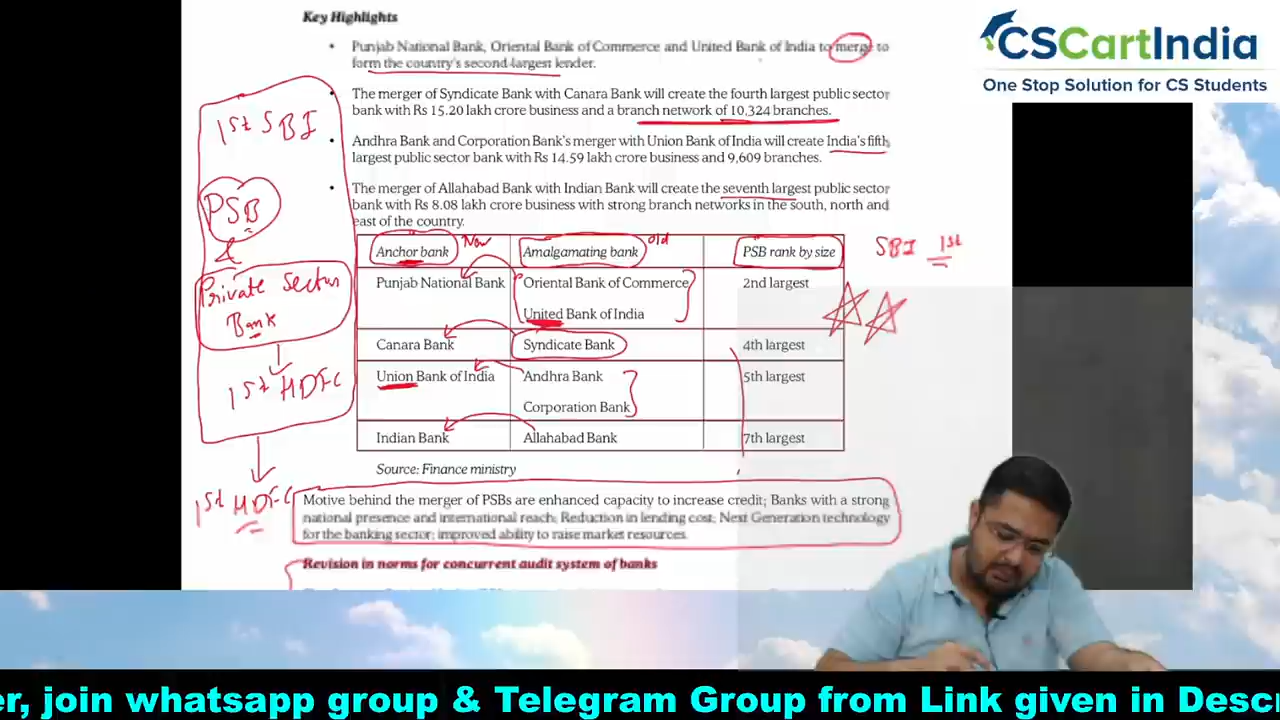 Key Highlights
• Punjab National Bank, Oriental Bank of Commerce and United Bank of India to merge to
form the country's second largest lender.
• The merger of Syndicate Bank with Canara Bank will create the fourth largest public sector
bank with Rs 15.20 lakh crore business and a branch network of 10,324 branches.
• Andhra Bank and Corporation Bank's merger with Union Bank of India will create India's fifth
largest public sector bank with Rs 14.59 lakh crore business and 9,609 branches.
• The merger of Allahabad Bank with Indian Bank will create the seventh largest public sector
bank with Rs 8.08 lakh crore business with strong branch networks in the south, north and
east of the country.
CSCartIndia
One Stop Solution for CS Students
1st SBI
PSB
&
Private Sector
Bank
1st HDFC
1st HDFC
Anchor bank Now Amalgamating bank old PSB rank by size
SBI 1st
Punjab National Bank Oriental Bank of Commerce 2nd largest
United Bank of India
Canara Bank Syndicate Bank 4th largest
Union Bank of India Andhra Bank 5th largest
Corporation Bank
Indian Bank Allahabad Bank 7th largest
Source: Finance ministry
Motive behind the merger of PSBs are enhanced capacity to increase credit; Banks with a strong
national presence and international reach; Reduction in lending cost; Next Generation technology
for the banking sector; improved ability to raise market resources.
Revision in norms for concurrent audit system of banks
er, join whatsapp group & Telegram Group from Link given in Desc